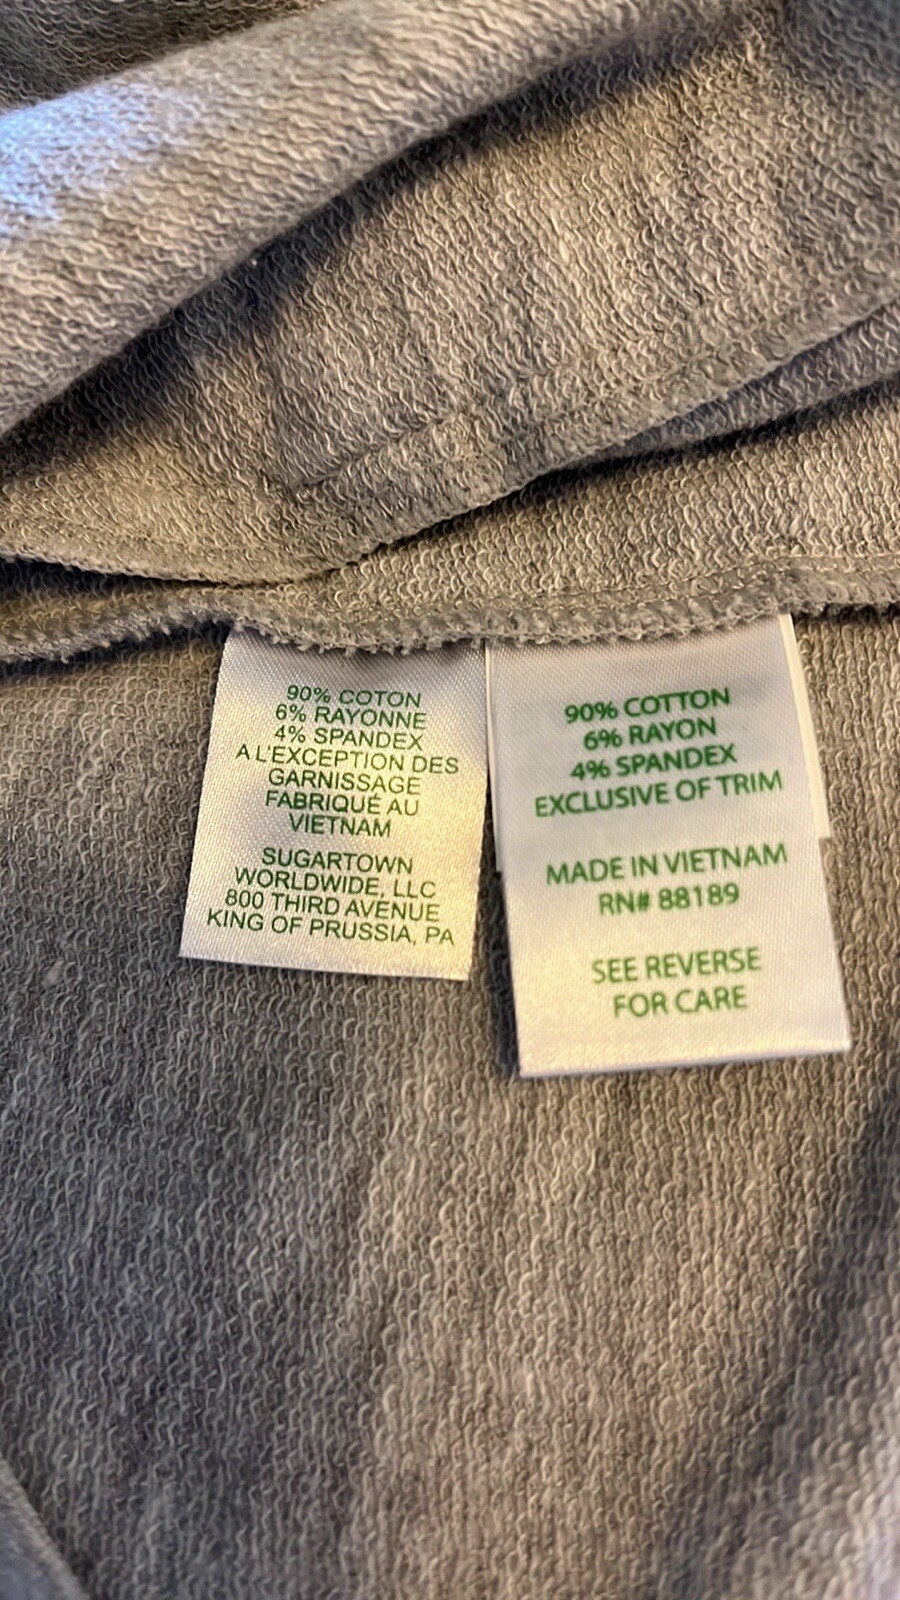 90% COTON
6% RAYONNE
4% SPANDEX
A L'EXCEPTION DES
GARNISSAGE
FABRIQUÉ AU
VIETNAM
SUGARTOWN
WORLDWIDE, LLC
800 THIRD AVENUE
KING OF PRUSSIA, PA
90% COTTON
6% RAYON
4% SPANDEX
EXCLUSIVE OF TRIM
MADE IN VIETNAM
RN# 88189
SEE REVERSE
FOR CARE